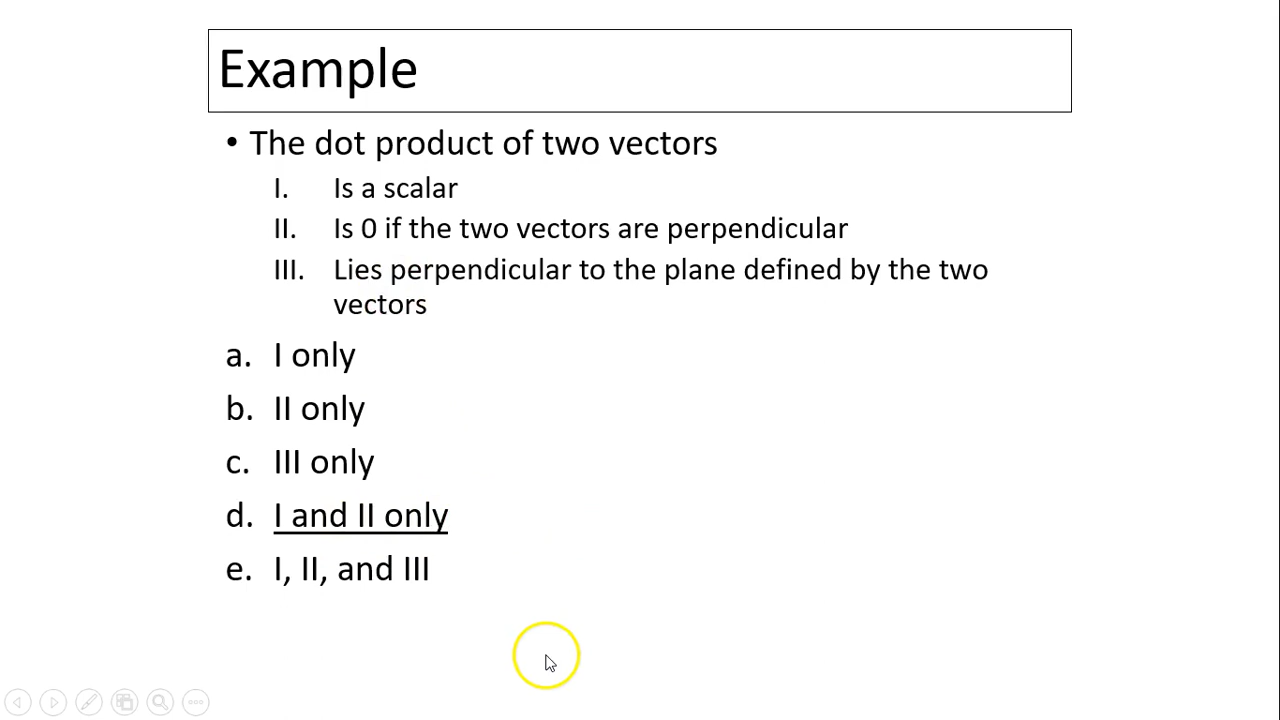 Example
• The dot product of two vectors
I. Is a scalar
II. Is 0 if the two vectors are perpendicular
III. Lies perpendicular to the plane defined by the two
vectors
a. I only
b. II only
c. III only
d. I and II only
e. I, II, and III